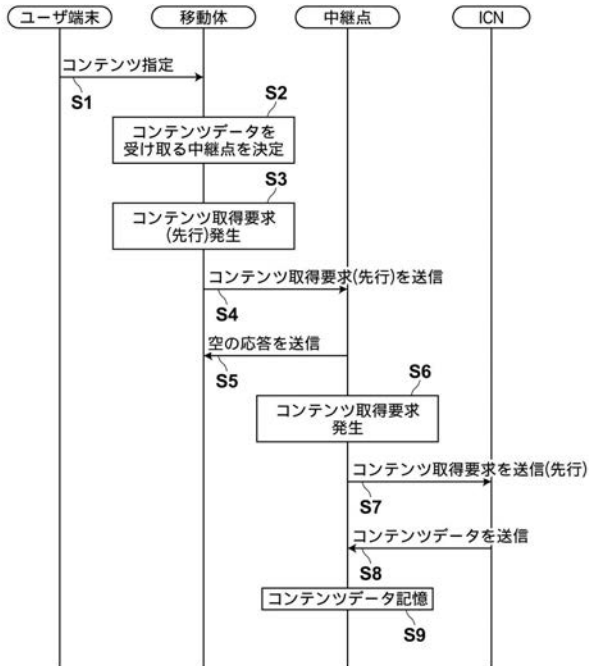 ユーザ端末
移動体
中継点
ICN
コンテンツ指定
S1
S2
コンテンツデータを
受け取る中継点を決定
S3
コンテンツ取得要求
(先行)発生
コンテンツ取得要求(先行)を送信
S4
空の応答を送信
S5
S6
コンテンツ取得要求
発生
コンテンツ取得要求を送信(先行)
S7
コンテンツデータを送信
S8
コンテンツデータ記憶
S9